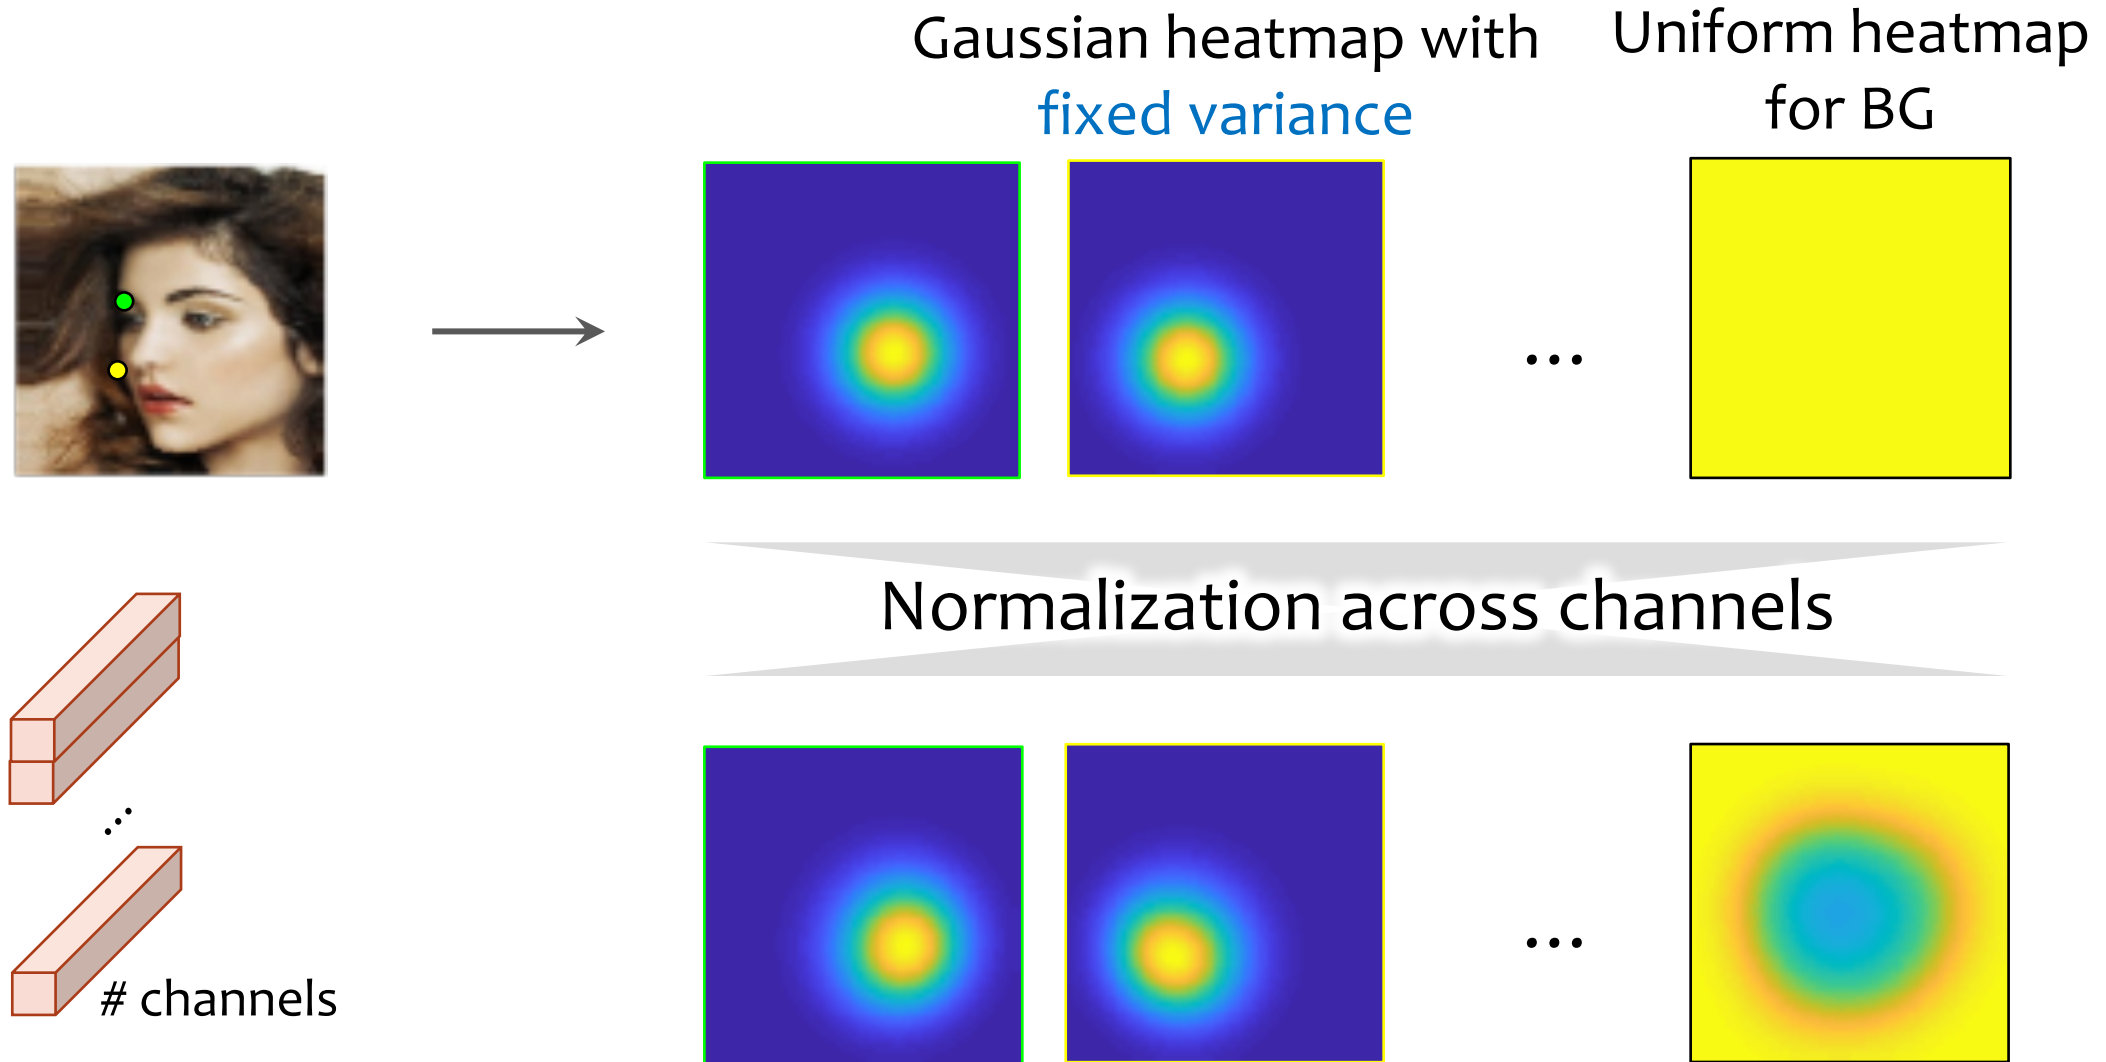 Gaussian heatmap with
fixed variance
Uniform heatmap
for BG
...
Normalization across channels
...
...
# channels